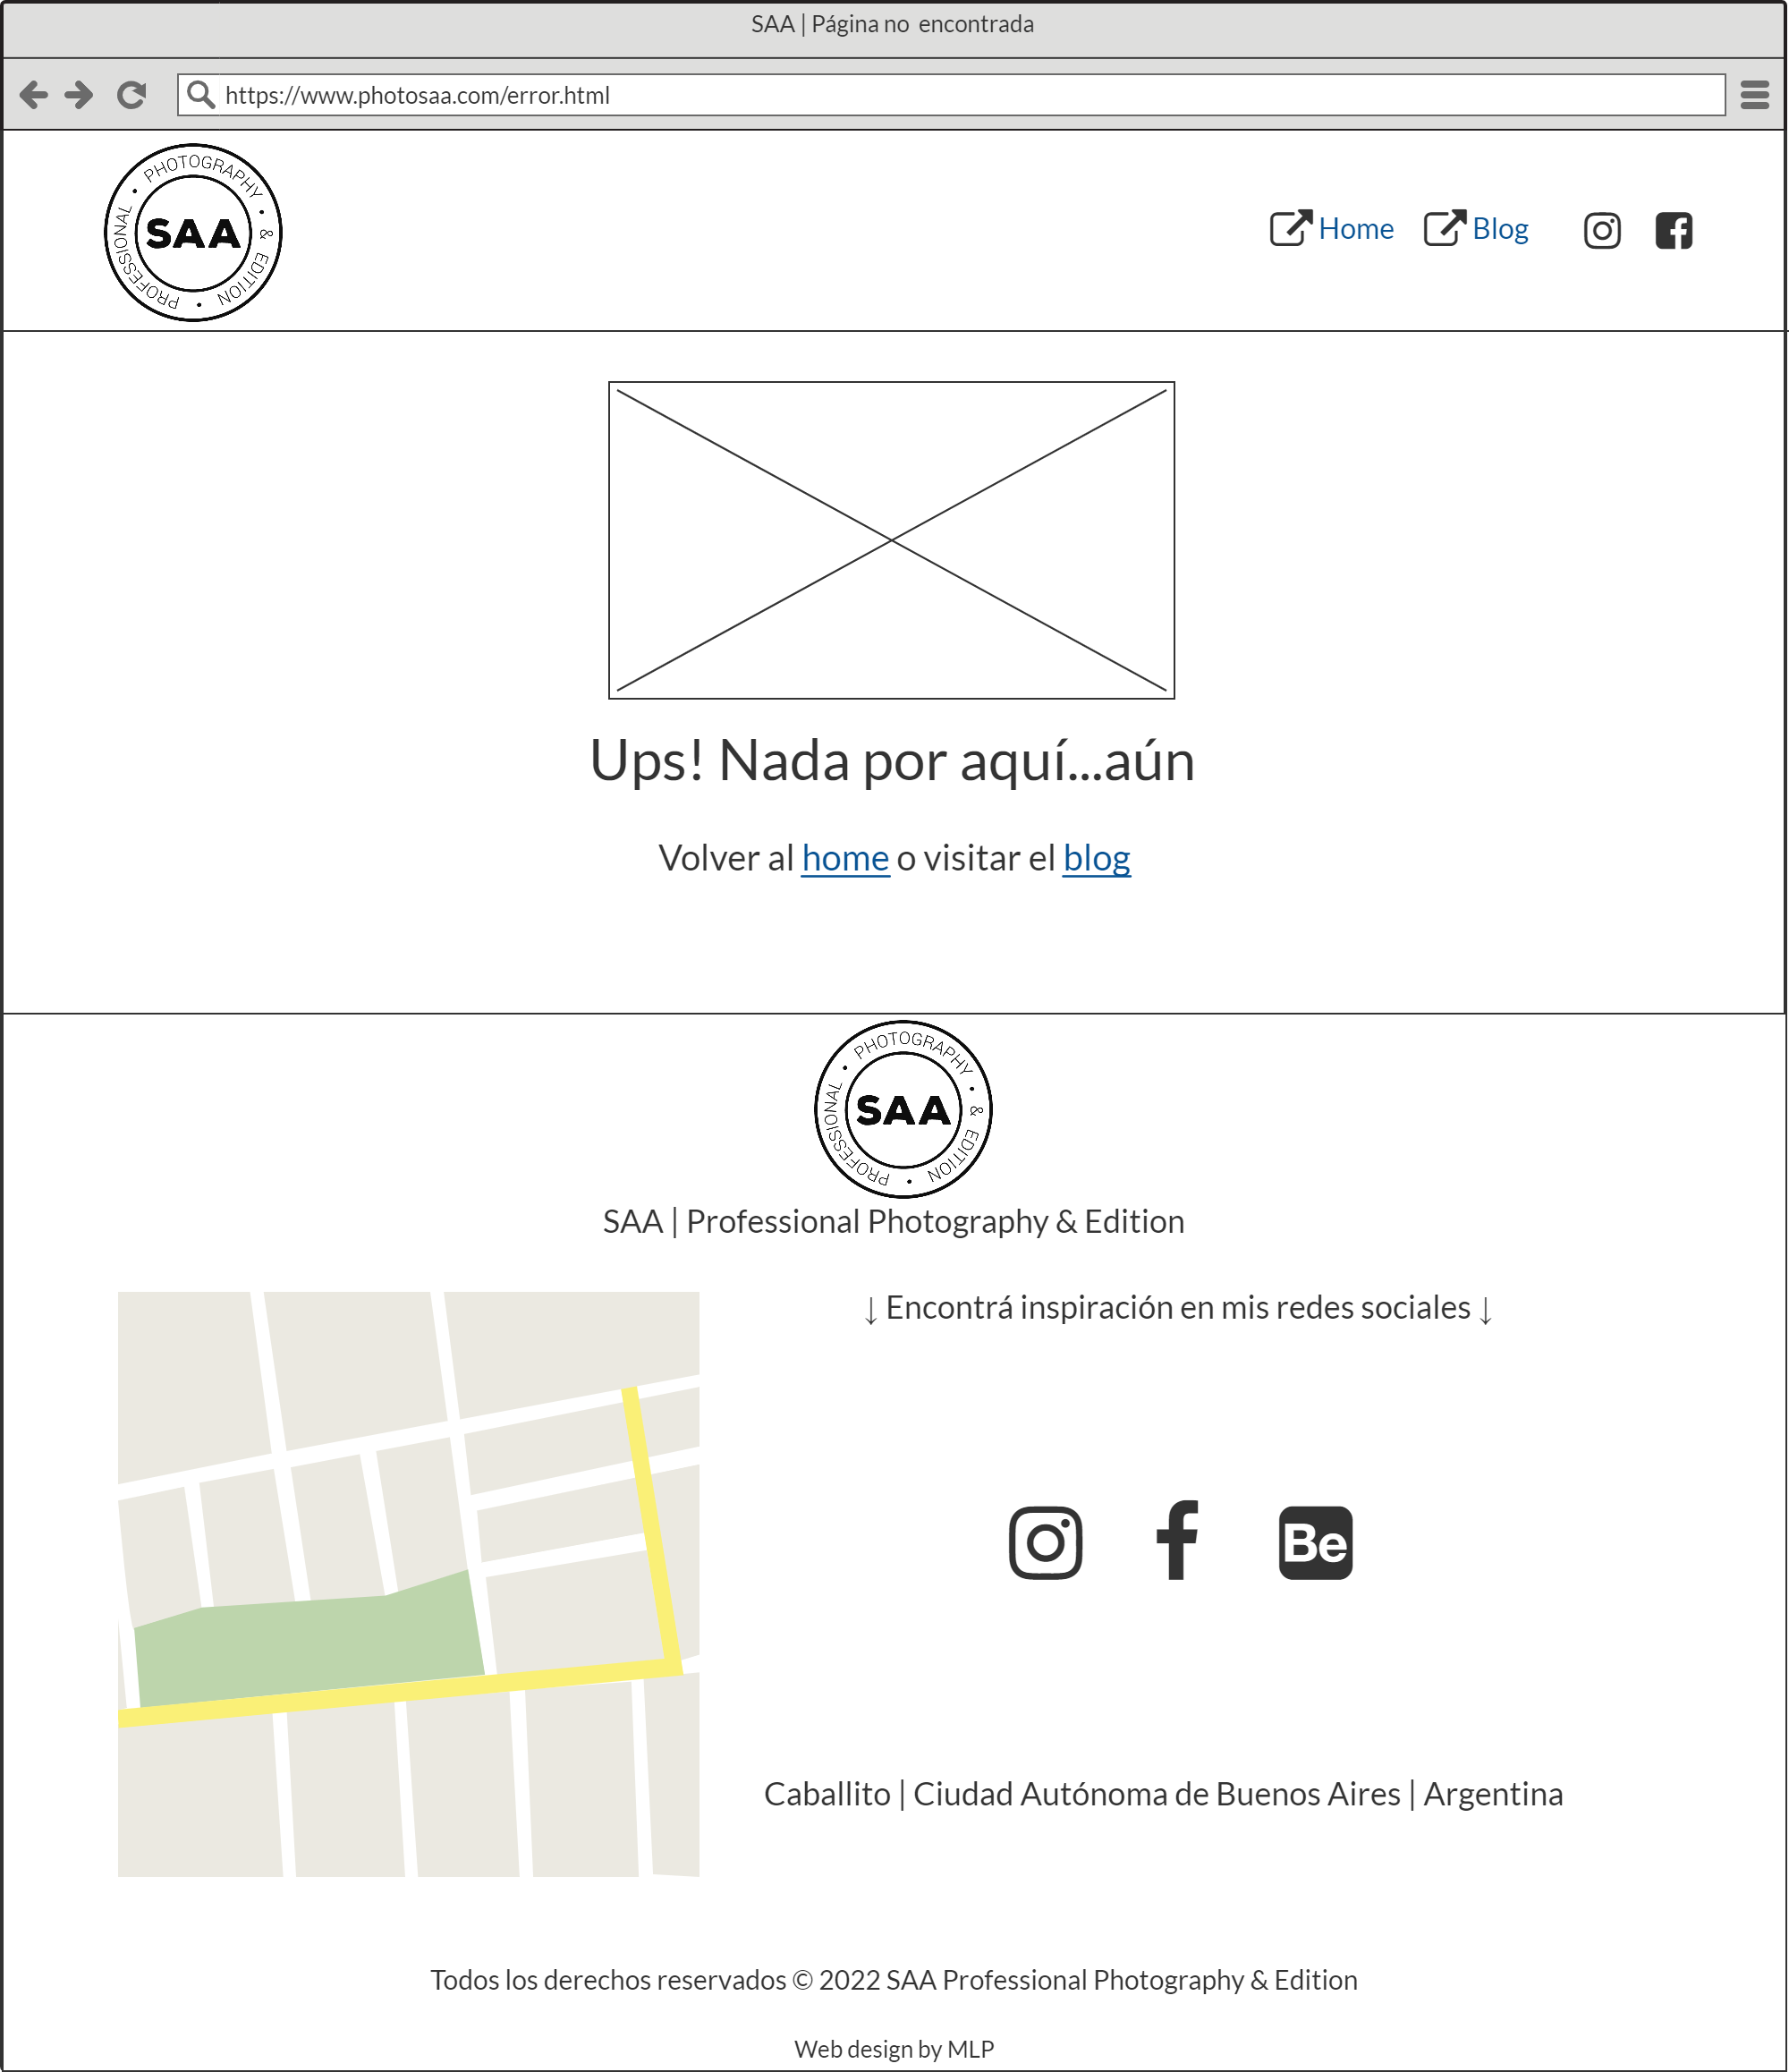 SAA | Página no encontrada
https://www.photosaa.com/error.html
PROFESSIONAL • PHOTOGRAPHY • & EDITION •
SAA
Home Blog
Ups! Nada por aquí...aún
Volver al home o visitar el blog
PROFESSIONAL • PHOTOGRAPHY • & EDITION •
SAA
SAA | Professional Photography & Edition
↓ Encontrá inspiración en mis redes sociales ↓
Be
Caballito | Ciudad Autónoma de Buenos Aires | Argentina
Todos los derechos reservados © 2022 SAA Professional Photography & Edition
Web design by MLP